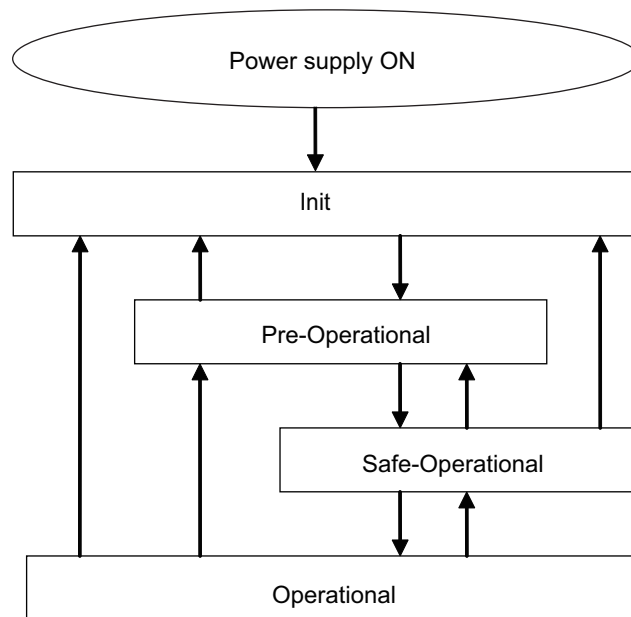 Power supply ON
Init
Pre-Operational
Safe-Operational
Operational